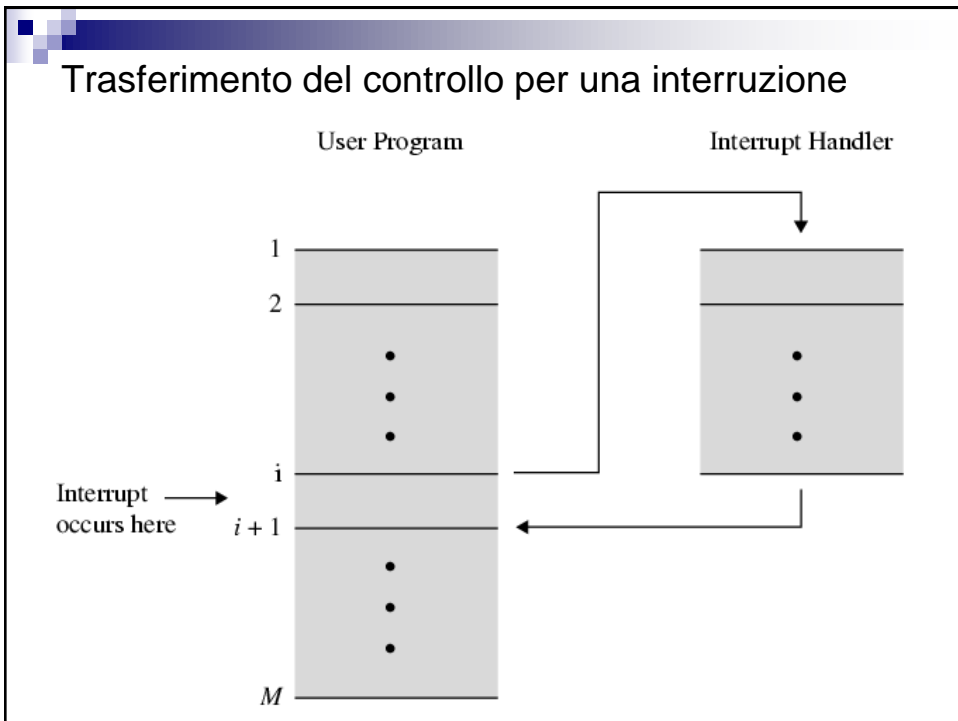 Trasferimento del controllo per una interruzione
User Program
Interrupt Handler
1
2
i
Interrupt
occurs here
i + 1
M